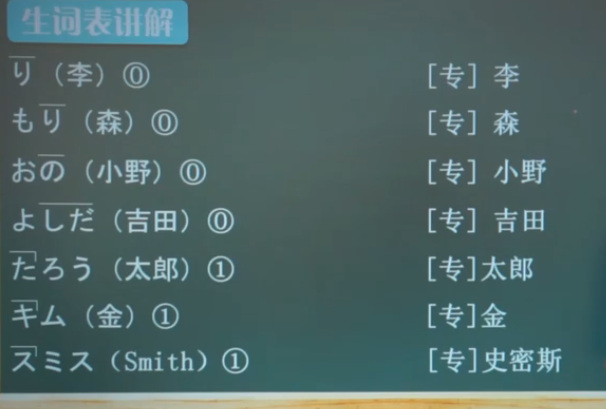 生词表讲解
り（李）⓪ [专] 李
もり（森）⓪ [专] 森
おの（小野）⓪ [专] 小野
よしだ（吉田）⓪ [专] 吉田
たろう（太郎）① [专]太郎
キム（金）① [专]金
スミス（Smith）① [专]史密斯